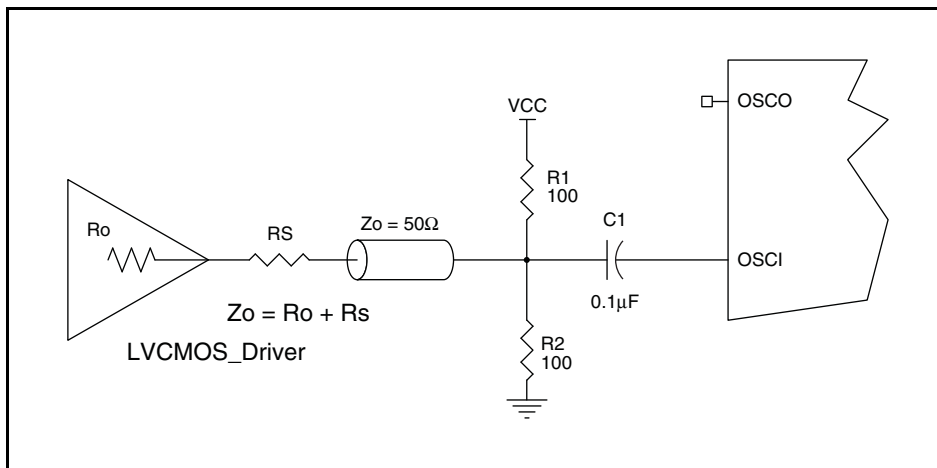 OSCO
VCC
R1
100
Ro
RS
Zo = 50Ω
C1
OSCI
0.1μF
Zo = Ro + Rs
R2
100
LVCMOS_Driver